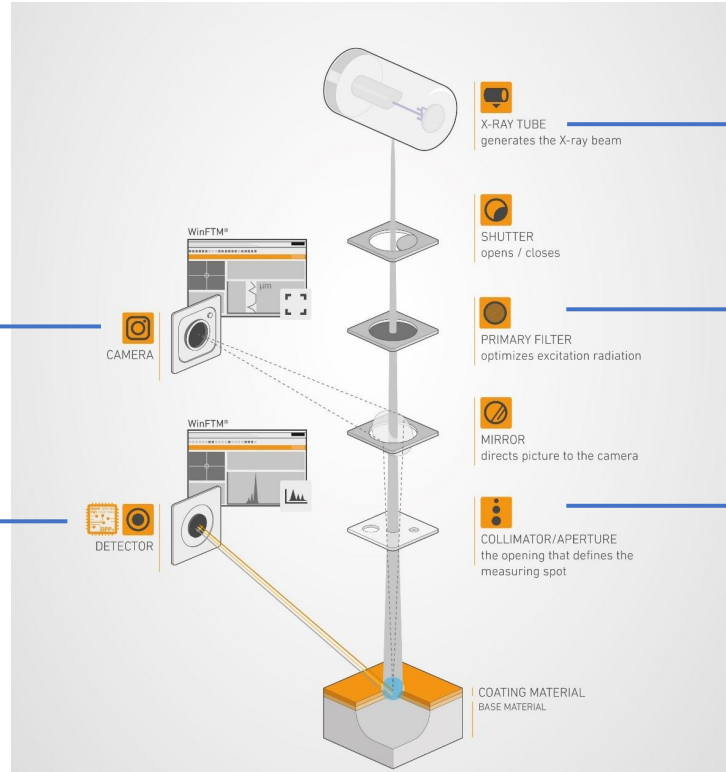 X-RAY TUBE
generates the X-ray beam
SHUTTER
opens / closes
WinFTM®
µm
CAMERA
PRIMARY FILTER
optimizes excitation radiation
MIRROR
directs picture to the camera
WinFTM®
DETECTOR
COLLIMATOR/APERTURE
the opening that defines the
measuring spot
COATING MATERIAL
BASE MATERIAL